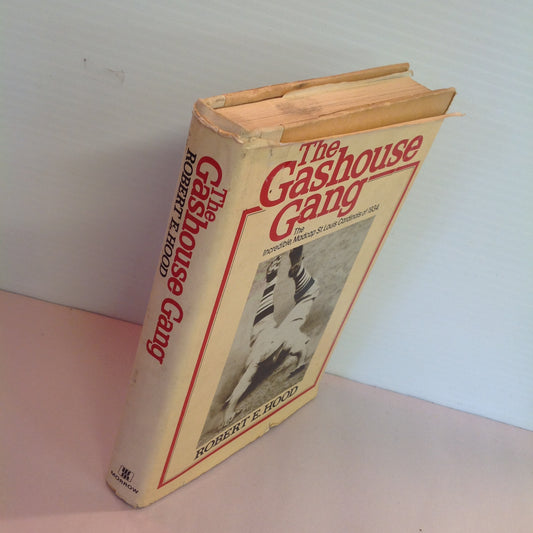 The
Gashouse
Gang
The
Incredible, Madcap St. Louis Cardinals of 1934
ROBERT E. HOOD
The
Gashouse Gang
ROBERT E. HOOD
MORROW